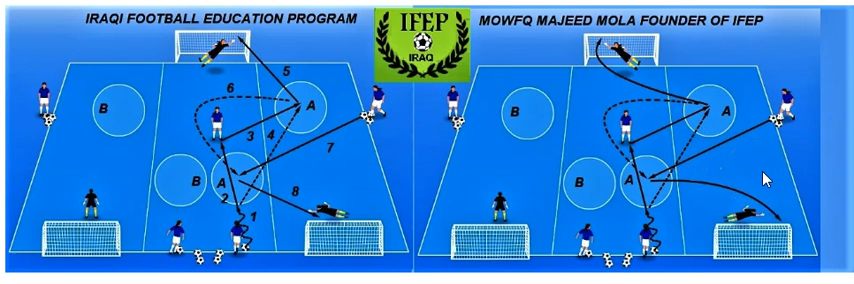 IRAQI FOOTBALL EDUCATION PROGRAM
IFEP
IRAQ
MOWFQ MAJEED MOLA FOUNDER OF IFEP
5
6
B
A
3
4
7
B
A
2
8
1
B
A
B
A